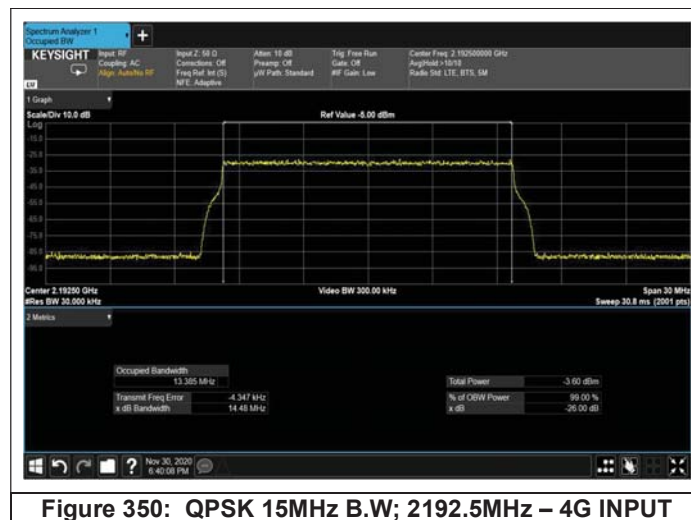 Spectrum Analyzer 1
Occupied BW
+
KEYSIGHT
Input: RF
Coupling: AC
Align: Auto/No RF
Input Z: 50 Ω
Corrections: Off
Freq Ref: Int (S)
NFE: Adaptive
Atten: 10 dB
Preamp: Off
µW Path: Standard
Trig: Free Run
Gate: Off
#IF Gain: Low
Center Freq: 2.192500000 GHz
Avg|Hold:>10/10
Radio Std: LTE, BTS, 5M
1 Graph
Scale/Div 10.0 dB
Ref Value -5.00 dBm
Log
-15.0
-25.0
-35.0
-45.0
-55.0
-65.0
-75.0
-85.0
-95.0
Center 2.19250 GHz
#Res BW 30.000 kHz
Video BW 300.00 kHz
Span 30 MHz
Sweep 30.8 ms (2001 pts)
2 Metrics
Occupied Bandwidth
13.385 MHz
Transmit Freq Error -4.347 kHz
x dB Bandwidth 14.48 MHz
Total Power -3.60 dBm
% of OBW Power 99.00 %
x dB -26.00 dB
?
Nov 30, 2020
6:40:08 PM
Figure 350: QPSK 15MHz B.W; 2192.5MHz – 4G INPUT